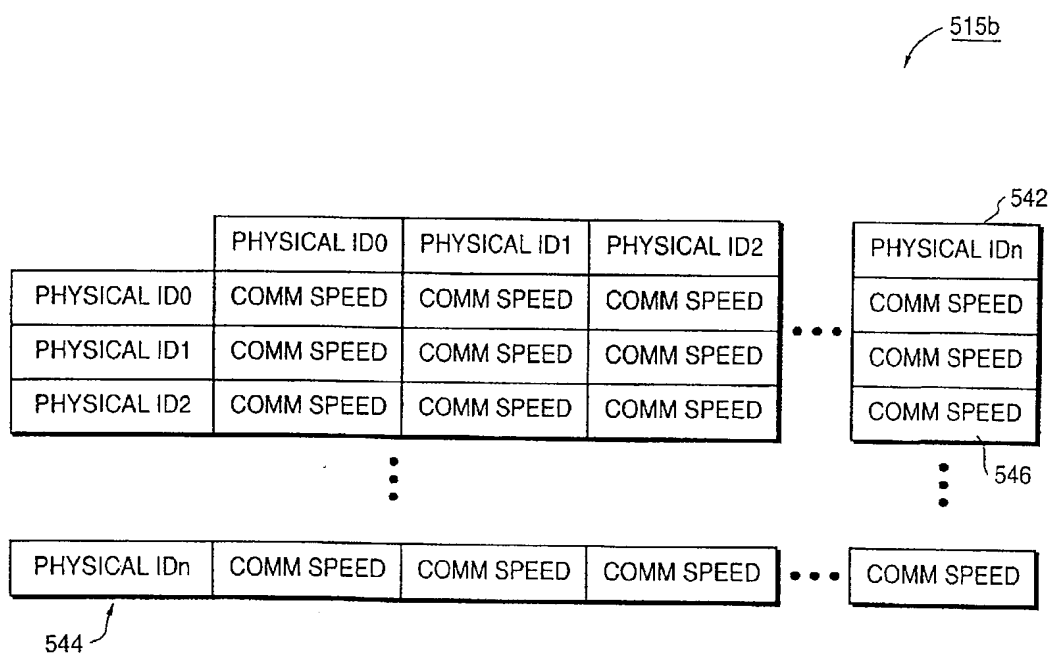 515b
542
PHYSICAL ID0 PHYSICAL ID1 PHYSICAL ID2 PHYSICAL IDn
PHYSICAL ID0 COMM SPEED COMM SPEED COMM SPEED COMM SPEED
PHYSICAL ID1 COMM SPEED COMM SPEED COMM SPEED COMM SPEED
PHYSICAL ID2 COMM SPEED COMM SPEED COMM SPEED COMM SPEED
546
PHYSICAL IDn COMM SPEED COMM SPEED COMM SPEED COMM SPEED
544